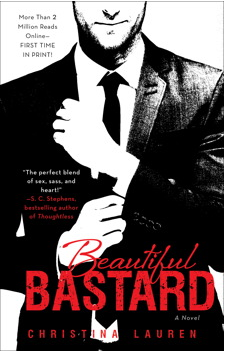 More Than 2
Million Reads
Online—
FIRST TIME
IN PRINT!
"The perfect blend
of sex, sass, and
heart!"
—S. C. Stephens,
bestselling author
of Thoughtless
Beautiful
BASTARD
A Novel
CHRISTINA LAUREN